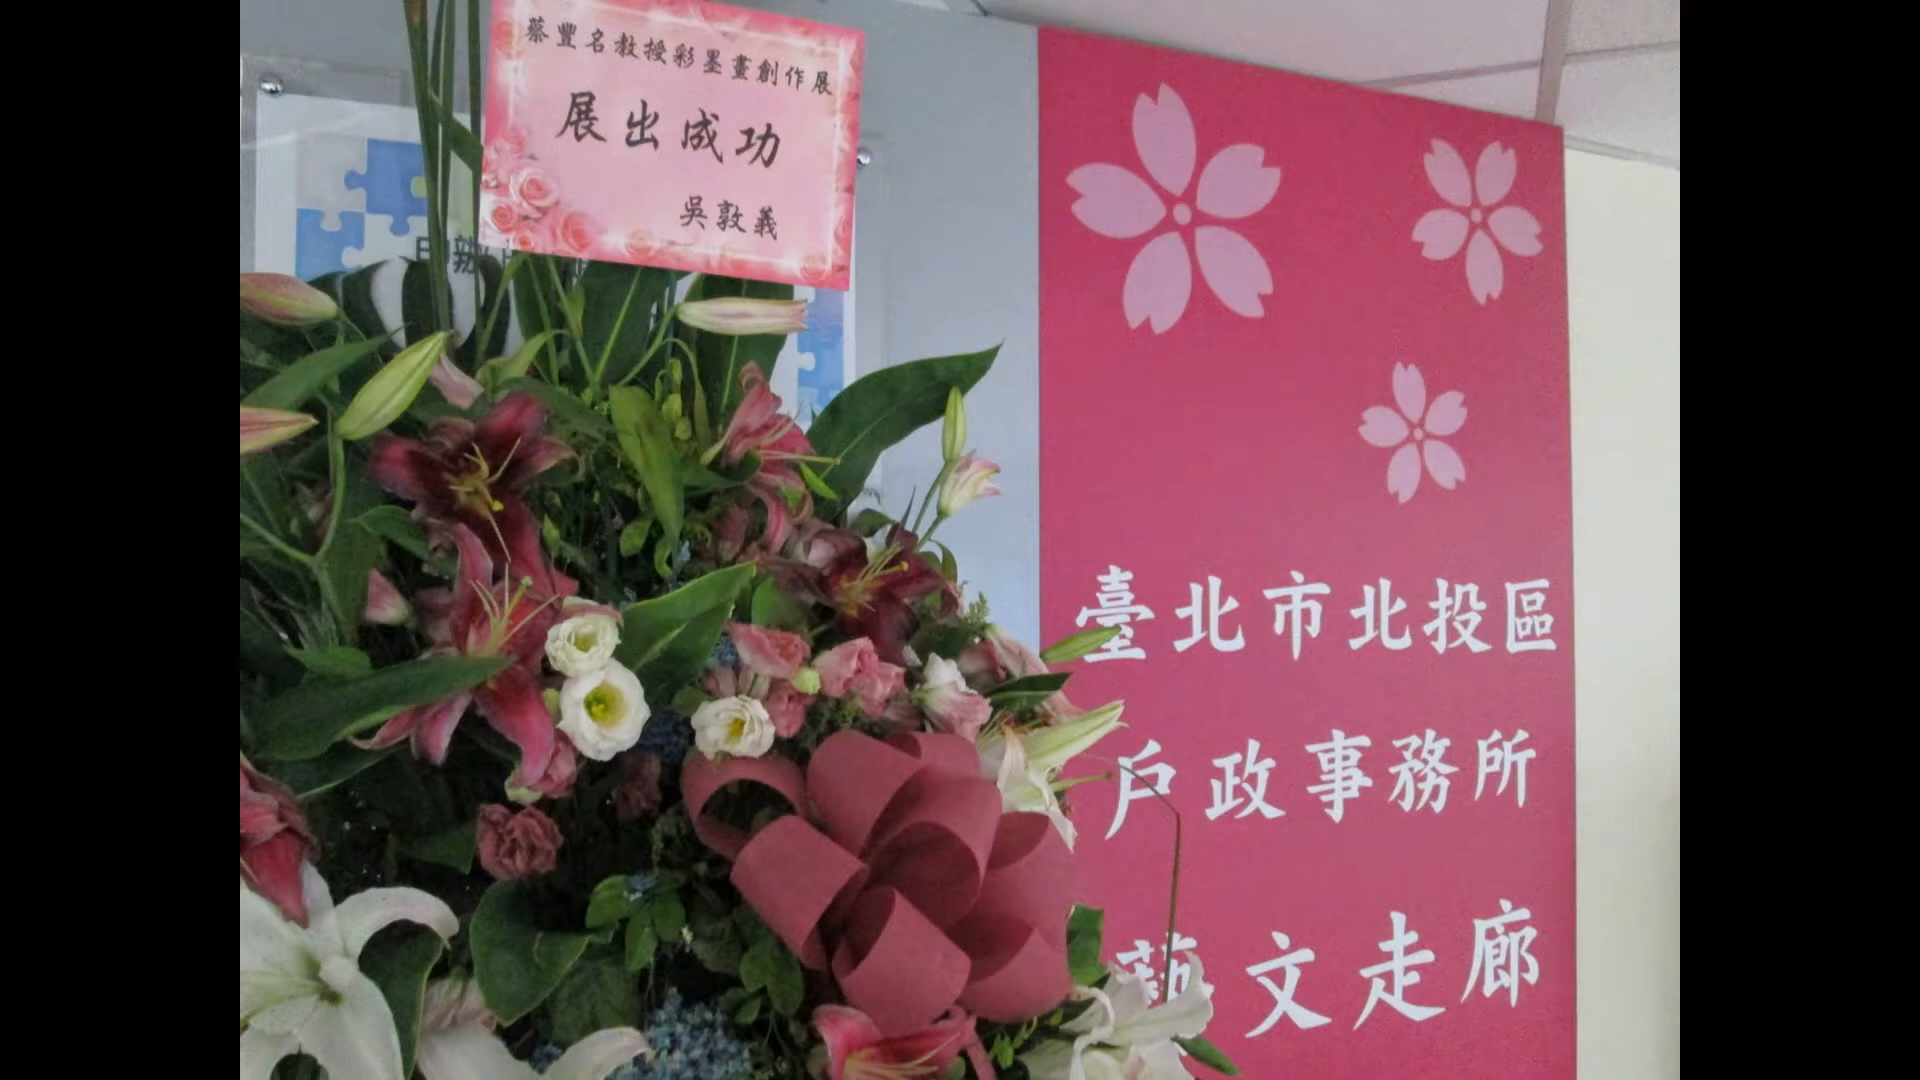 蔡豐名教授彩墨畫創作展
展出成功
吳敦義
臺北市北投區
戶政事務所
藝文走廊